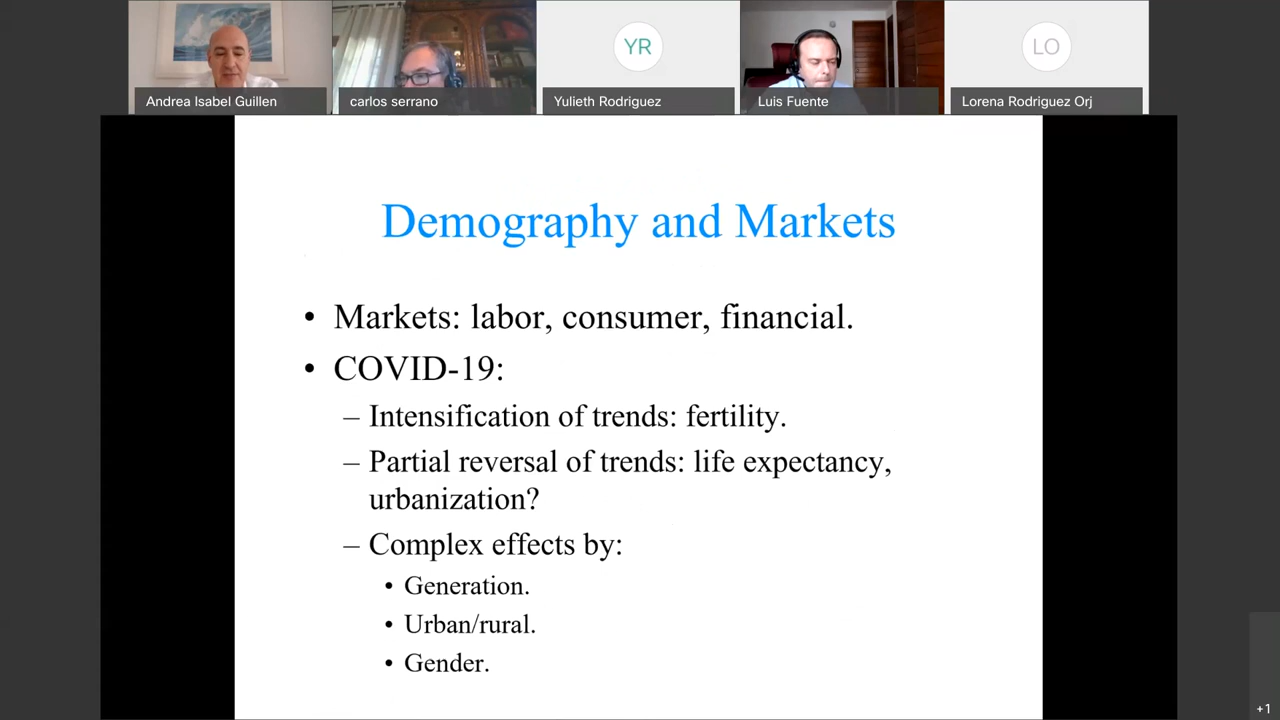 Andrea Isabel Guillen
carlos serrano
YR
Yulieth Rodriguez
Luis Fuente
LO
Lorena Rodriguez Orj
Demography and Markets
• Markets: labor, consumer, financial.
• COVID-19:
– Intensification of trends: fertility.
– Partial reversal of trends: life expectancy,
urbanization?
– Complex effects by:
• Generation.
• Urban/rural.
• Gender.
+1